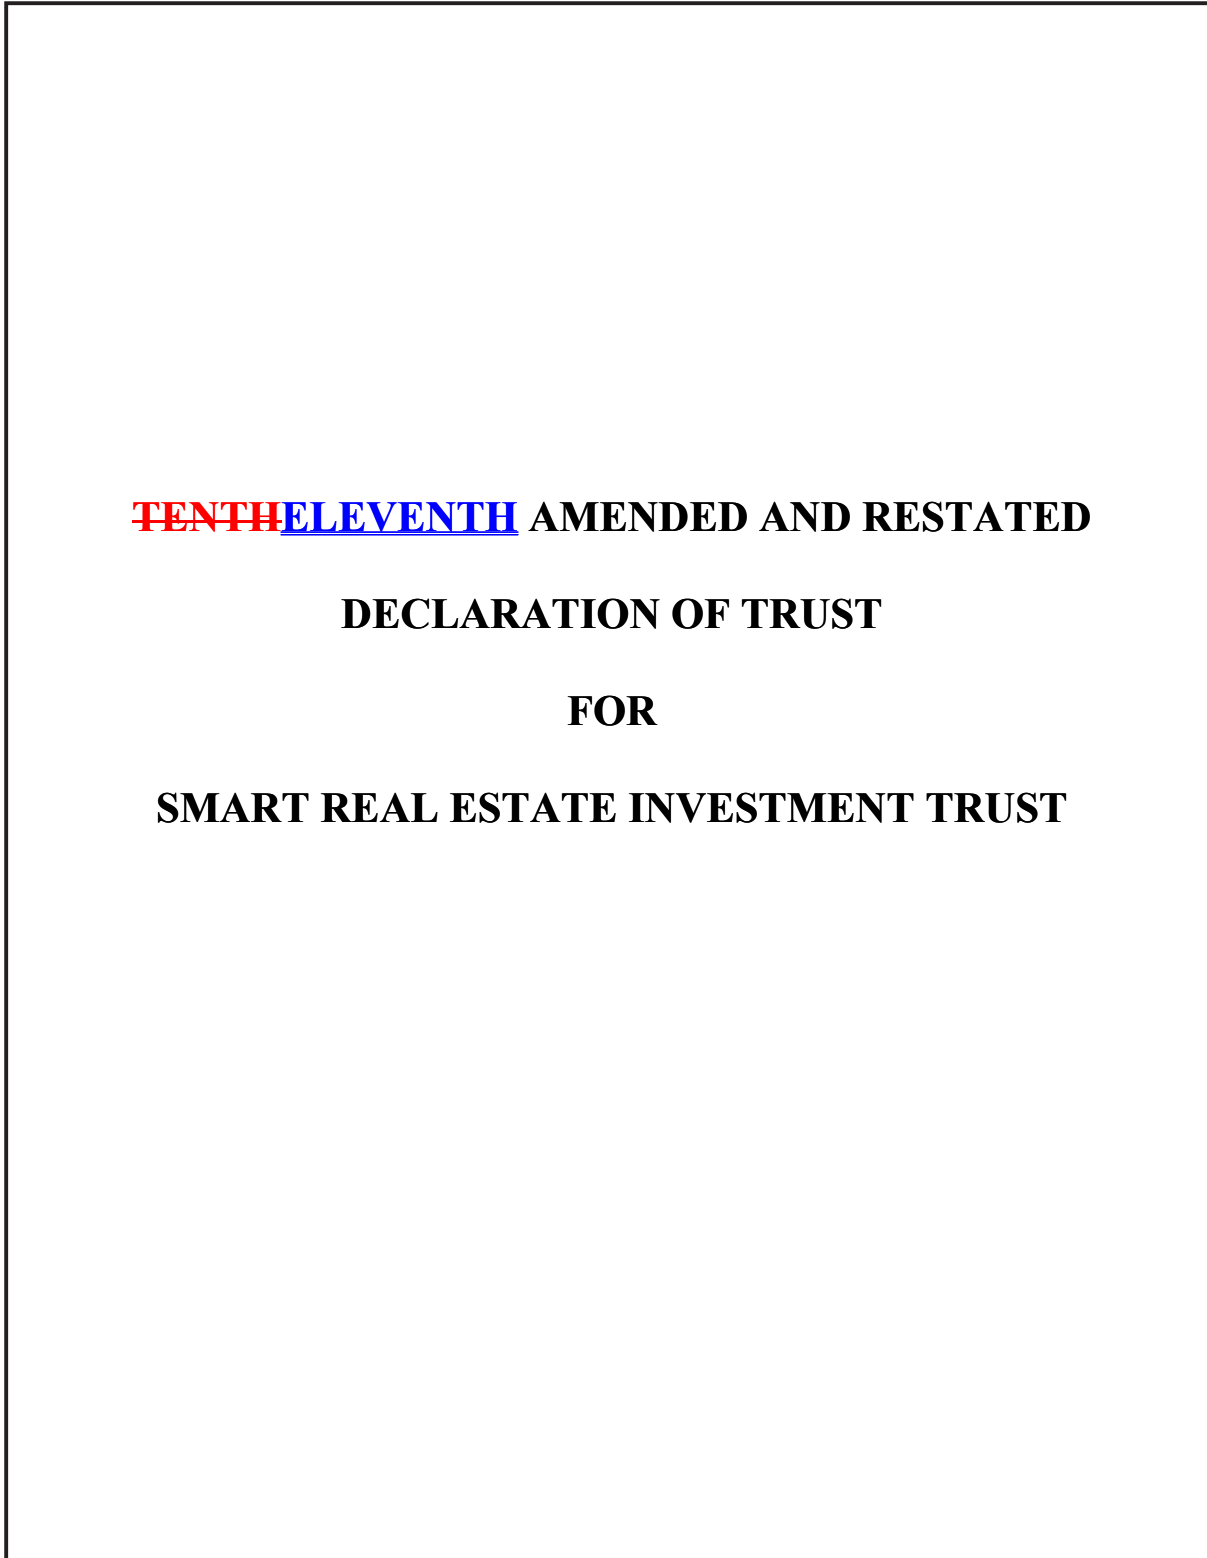 TENTHELEVENTH AMENDED AND RESTATED
DECLARATION OF TRUST
FOR
SMART REAL ESTATE INVESTMENT TRUST